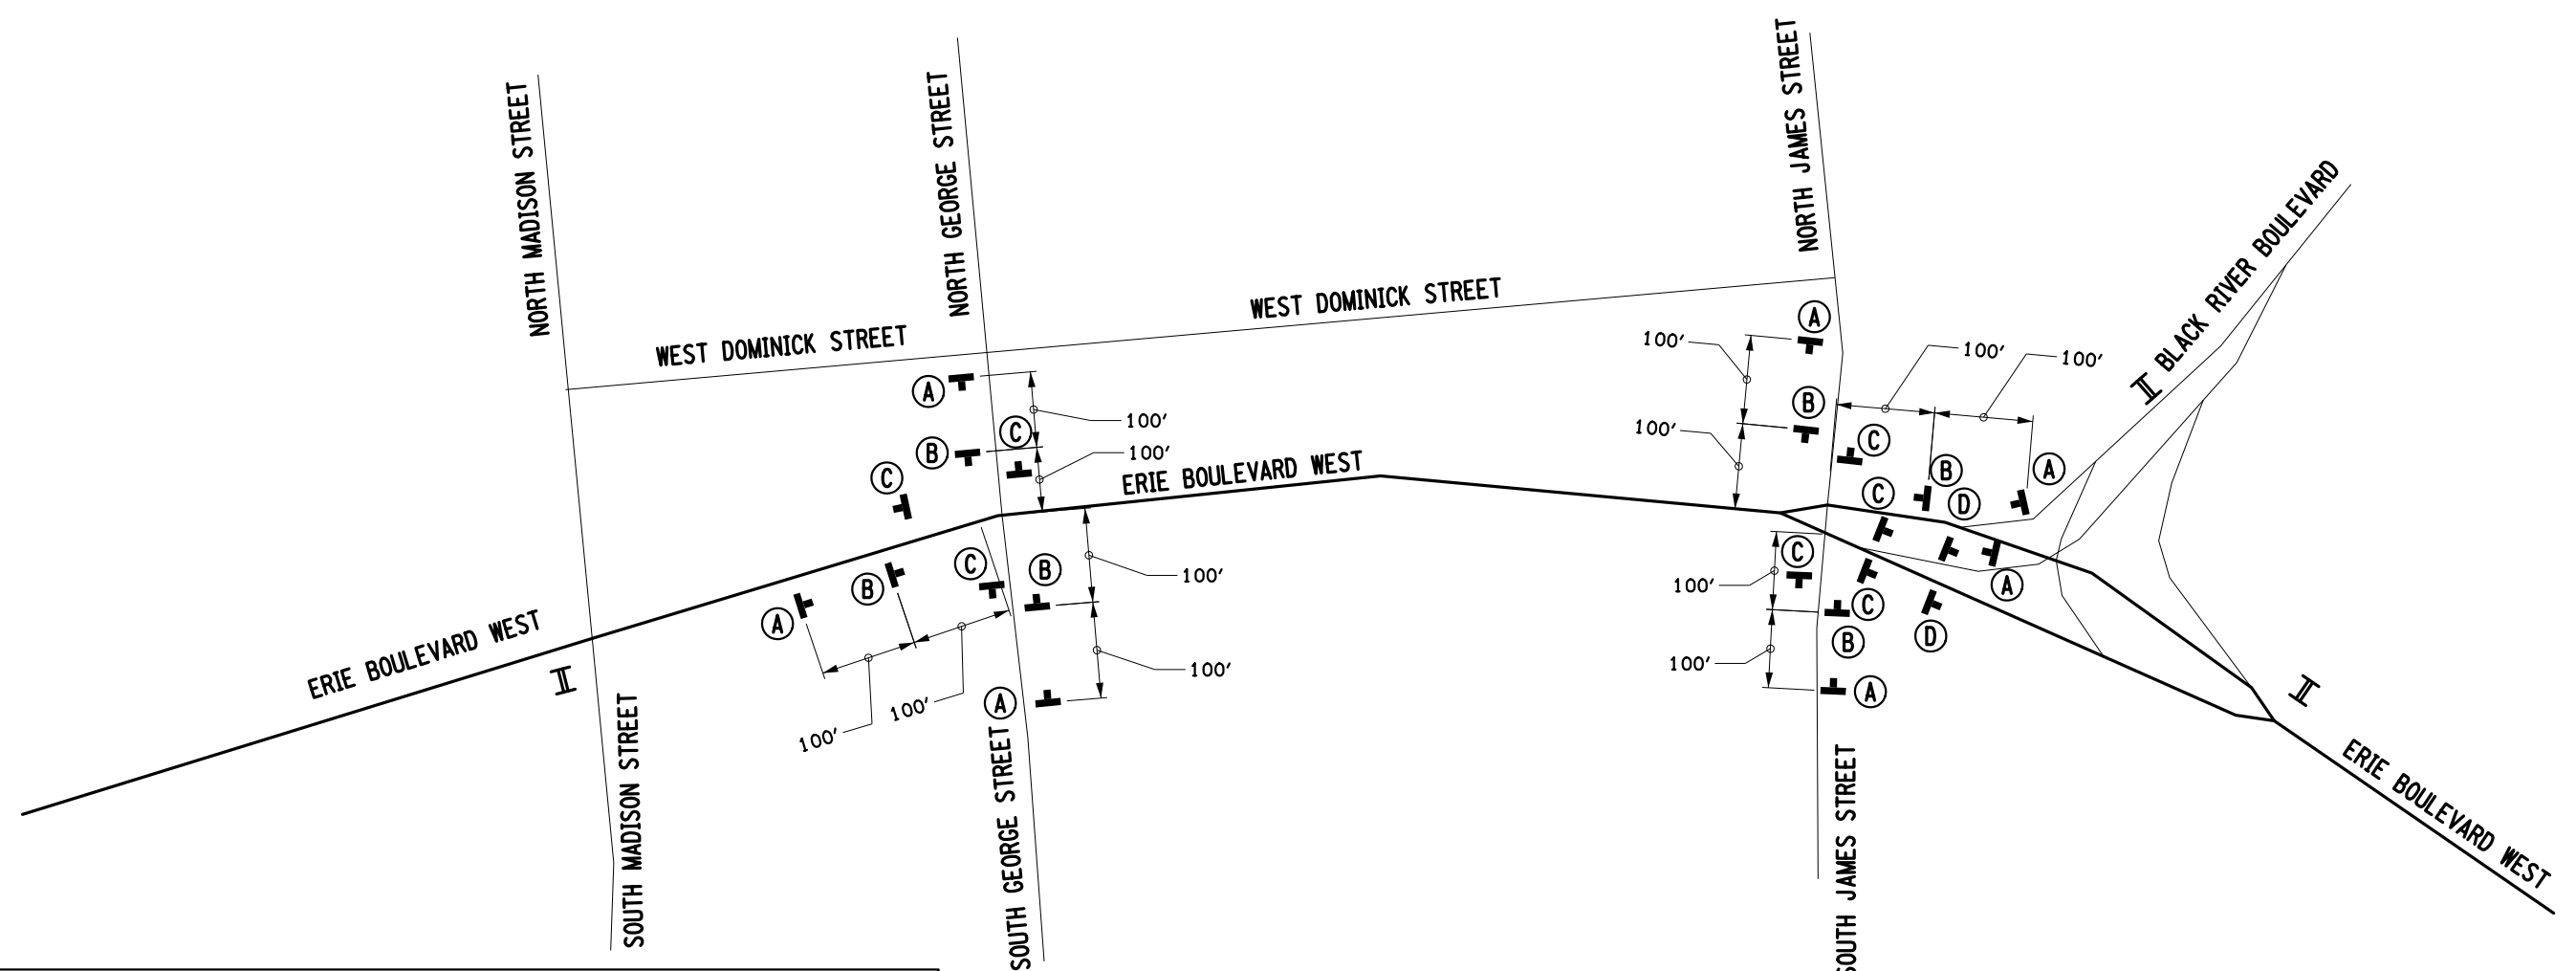 NORTH MADISON STREET
NORTH GEORGE STREET
NORTH JAMES STREET
BLACK RIVER BOULEVARD
WEST DOMINICK STREET
WEST DOMINICK STREET
ERIE BOULEVARD WEST
ERIE BOULEVARD WEST
ERIE BOULEVARD WEST
SOUTH MADISON STREET
SOUTH GEORGE STREET
SOUTH JAMES STREET
A
B
C
100'
100'
C
A
B
C
100'
100'
B
A
100'
100'
A
B
100'
100'
C
100'
100'
B
A
C
D
C
B
A
100'
100'
C
D
A